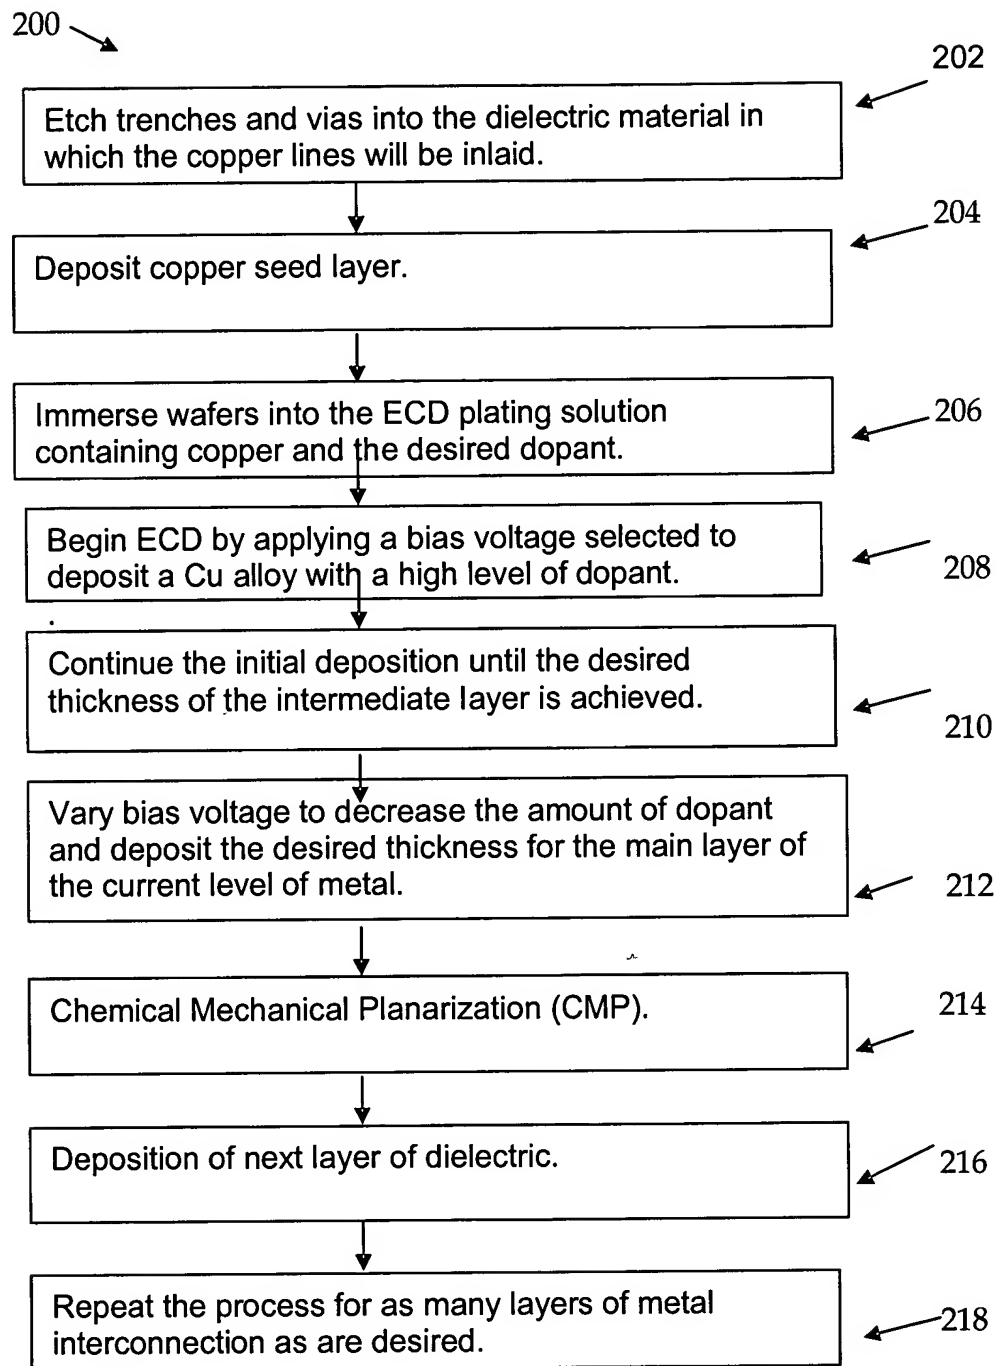 200
202
Etch trenches and vias into the dielectric material in
which the copper lines will be inlaid.
204
Deposit copper seed layer.
206
Immerse wafers into the ECD plating solution
containing copper and the desired dopant.
Begin ECD by applying a bias voltage selected to
deposit a Cu alloy with a high level of dopant.
208
Continue the initial deposition until the desired
thickness of the intermediate layer is achieved.
210
Vary bias voltage to decrease the amount of dopant
and deposit the desired thickness for the main layer of
the current level of metal.
212
Chemical Mechanical Planarization (CMP).
214
Deposition of next layer of dielectric.
216
Repeat the process for as many layers of metal
interconnection as are desired.
218